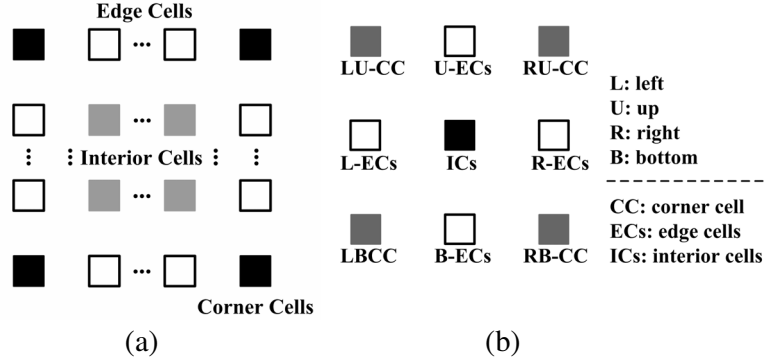 Edge Cells
... ...
Interior Cells
... ...
Corner Cells
(a)
LU-CC U-ECs RU-CC
L-ECs ICs R-ECs
LBCC B-ECs RB-CC
L: left
U: up
R: right
B: bottom
CC: corner cell
ECs: edge cells
ICs: interior cells
(b)